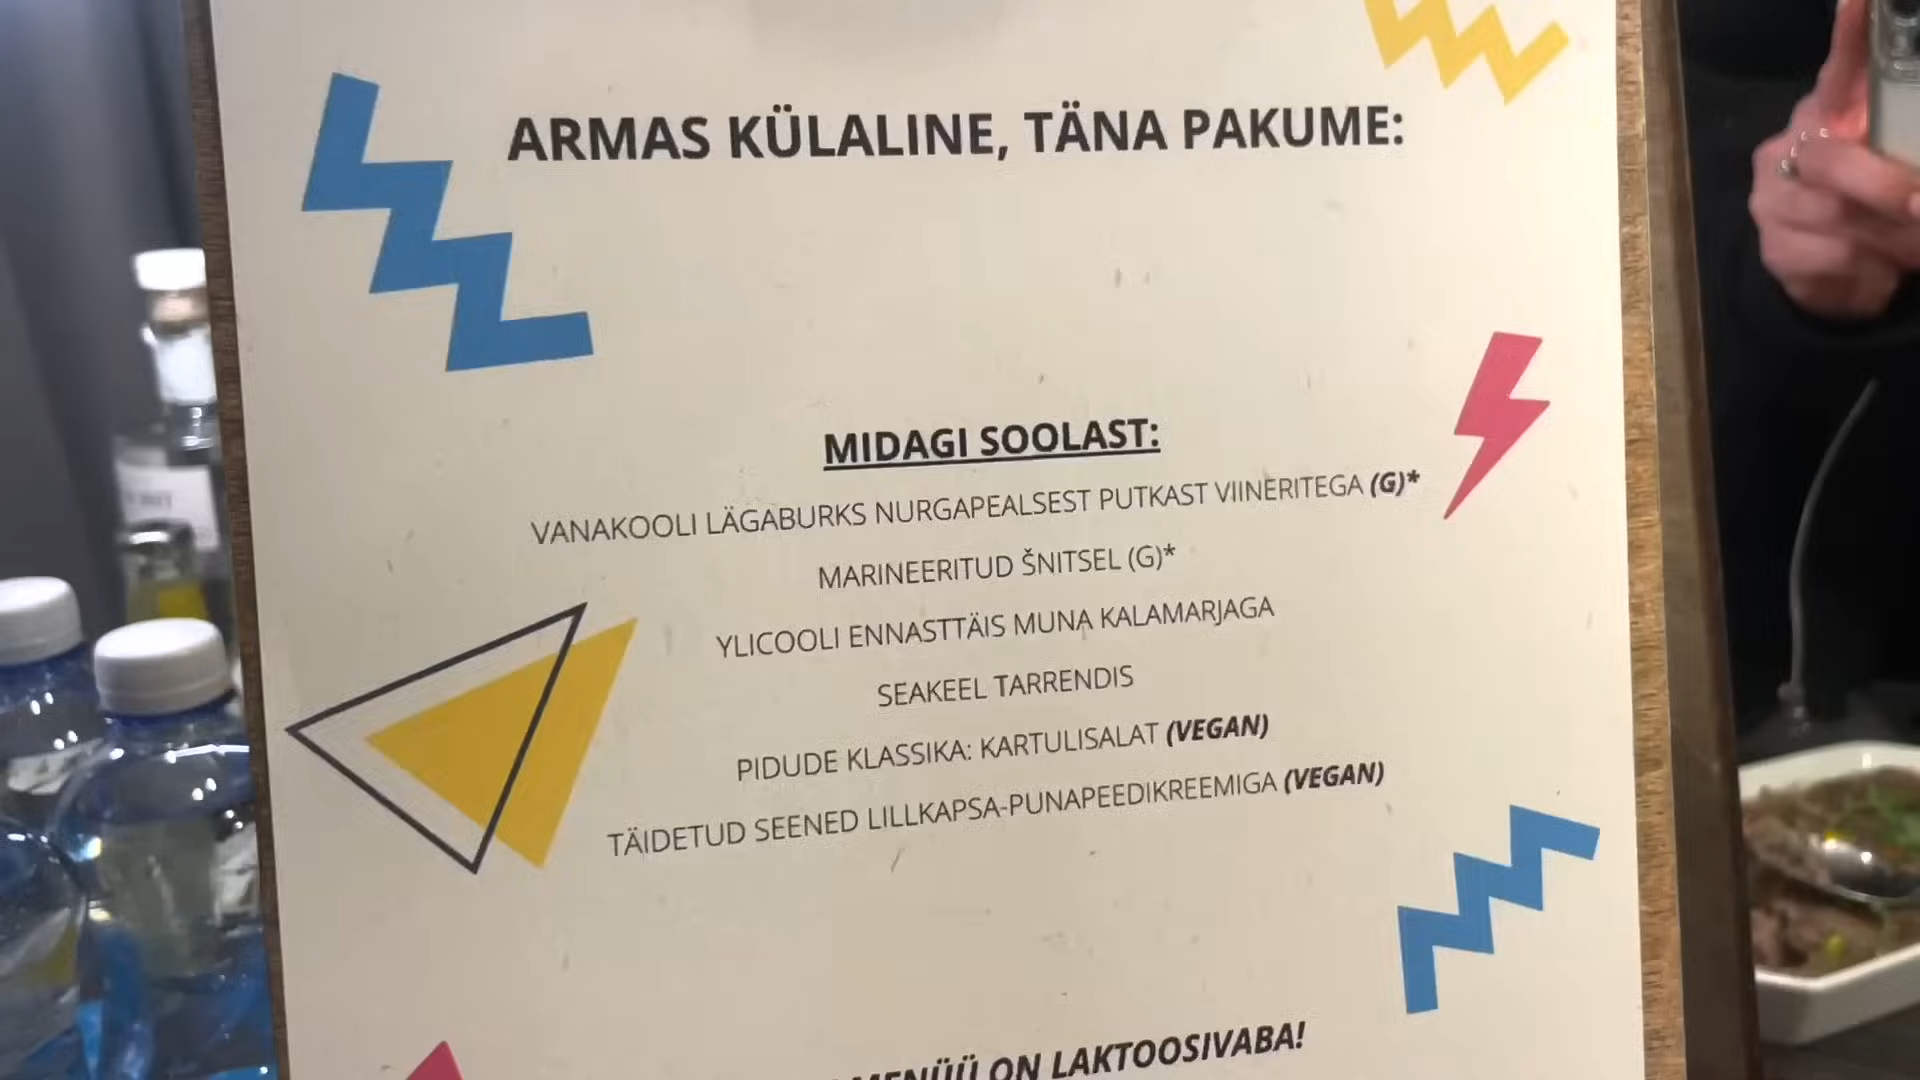 ARMAS KÜLALINE, TÄNA PAKUME:
MIDAGI SOOLAST:
VANAKOOLI LÄGABURKS NURGAPEALSEST PUTKAST VIINERITEGA (G)*
MARINEERITUD ŠNITSEL (G)*
YLICOOLI ENNASTTÄIS MUNA KALAMARJAGA
SEAKEEL TARRENDIS
PIDUDE KLASSIKA: KARTULISALAT (VEGAN)
TÄIDETUD SEENED LILLKAPSA-PUNAPEEDIKREEMIGA (VEGAN)
MENÜÜ ON LAKTOOSIVABA!